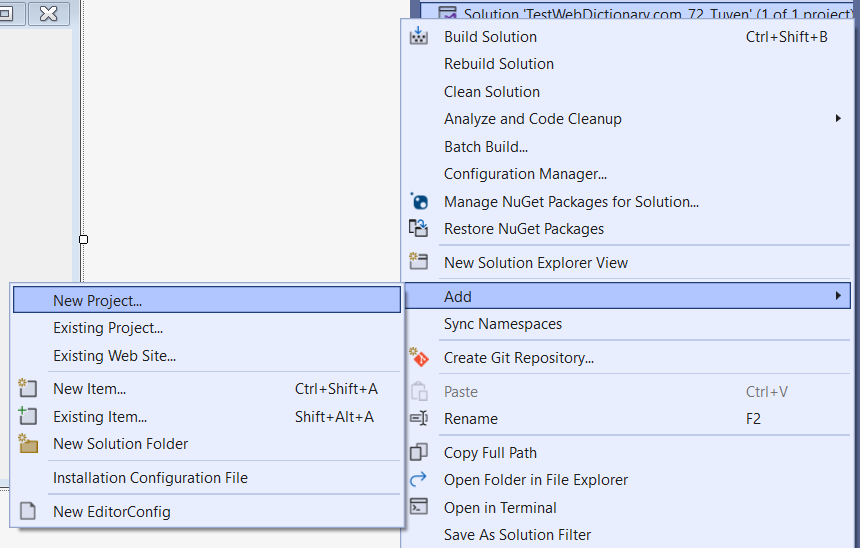 Solution 'TestWebDictionary.com_72_Tuyen' (1 of 1 project)
Build Solution Ctrl+Shift+B
Rebuild Solution
Clean Solution
Analyze and Code Cleanup
Batch Build...
Configuration Manager...
Manage NuGet Packages for Solution...
Restore NuGet Packages
New Solution Explorer View
Add
Sync Namespaces
Create Git Repository...
Paste Ctrl+V
Rename F2
Copy Full Path
Open Folder in File Explorer
Open in Terminal
Save As Solution Filter
New Project...
Existing Project...
Existing Web Site...
New Item... Ctrl+Shift+A
Existing Item... Shift+Alt+A
New Solution Folder
Installation Configuration File
New EditorConfig